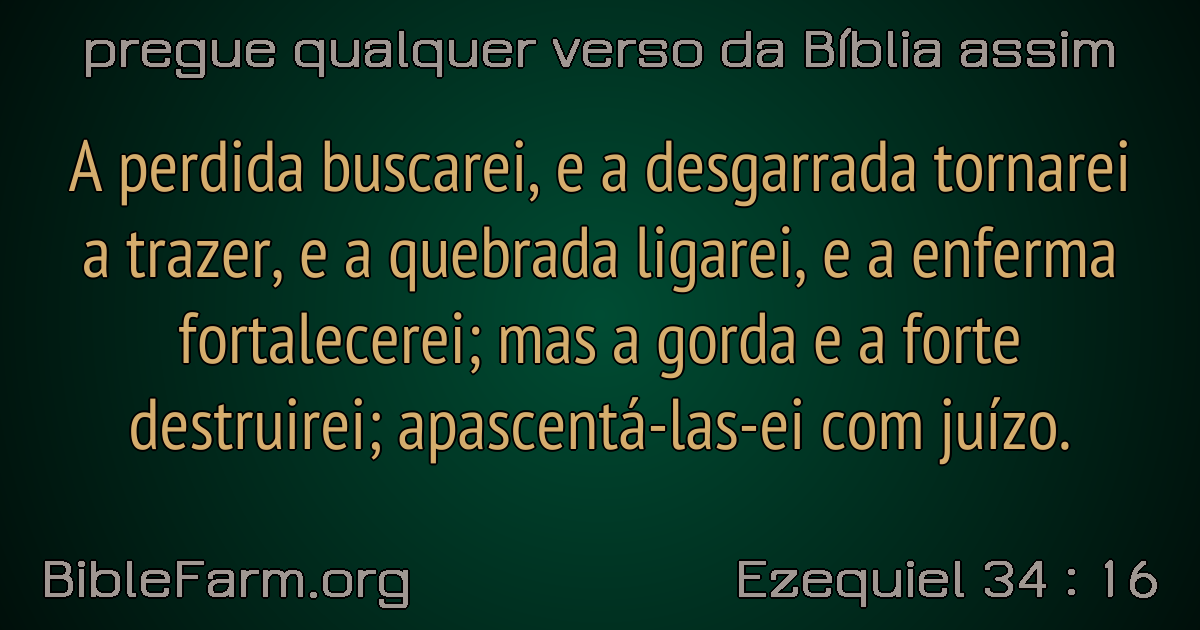 pregue qualquer verso da Bíblia assim
A perdida buscarei, e a desgarrada tornarei
a trazer, e a quebrada ligarei, e a enferma
fortalecerei; mas a gorda e a forte
destruirei; apascentá-las-ei com juízo.
BibleFarm.org
Ezequiel 34 : 16